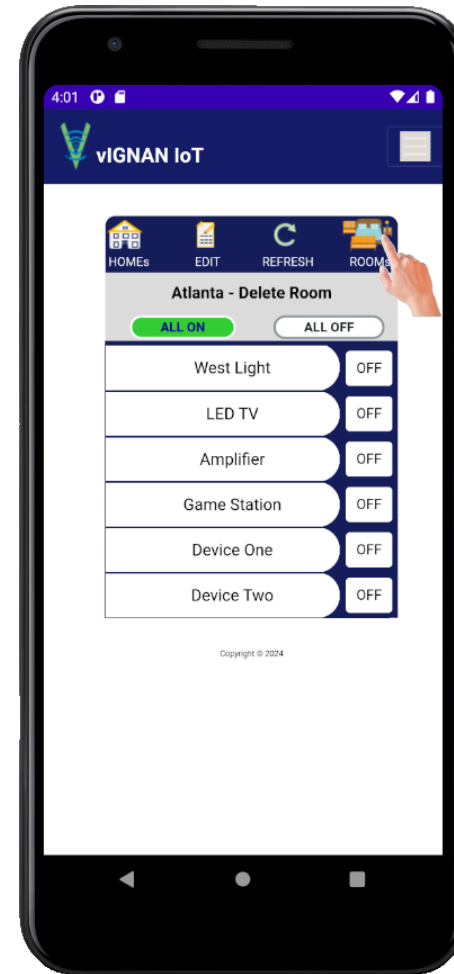 4:01
vIGNAN IoT
HOMEs EDIT REFRESH ROOMs
Atlanta - Delete Room
ALL ON ALL OFF
West Light OFF
LED TV OFF
Amplifier OFF
Game Station OFF
Device One OFF
Device Two OFF
Copyright © 2024